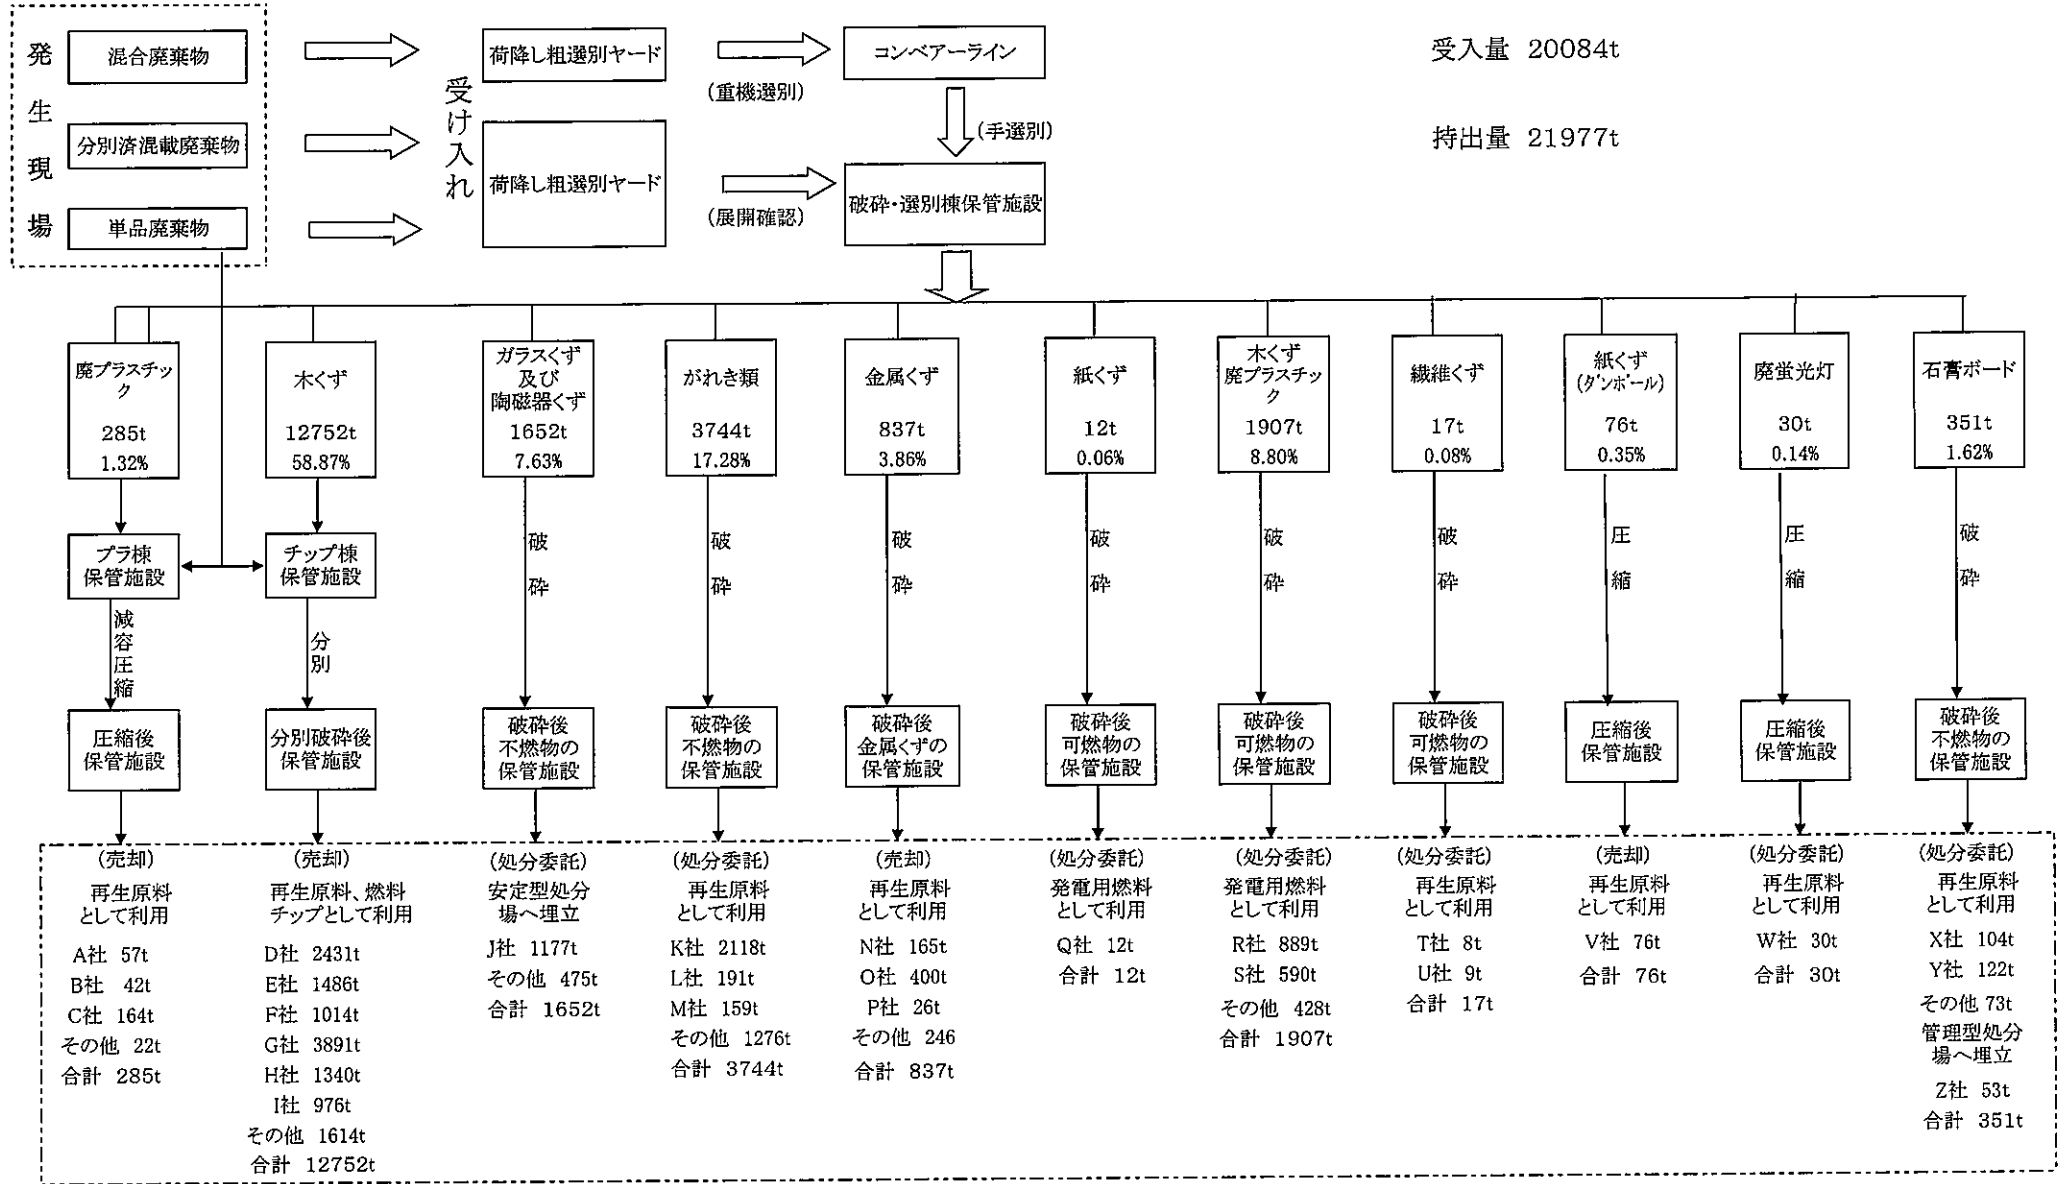 発生現場
混合廃棄物
分別済混載廃棄物
単品廃棄物
受け入れ
荷降し粗選別ヤード
(重機選別)
コンベアーライン
(手選別)
荷降し粗選別ヤード
(展開確認)
破砕・選別棟保管施設
受入量 20084t
持出量 21977t
廃プラスチッ
ク
285t
1.32%
木くず
12752t
58.87%
ガラスくず
及び
陶磁器くず
1652t
7.63%
がれき類
3744t
17.28%
金属くず
837t
3.86%
紙くず
12t
0.06%
木くず
廃プラスチッ
ク
1907t
8.80%
繊維くず
17t
0.08%
紙くず
(ダンボール)
76t
0.35%
廃蛍光灯
30t
0.14%
石膏ボード
351t
1.62%
プラ棟
保管施設
チップ棟
保管施設
減容圧縮
分別
破砕
破砕
破砕
破砕
破砕
破砕
圧縮
圧縮
破砕
圧縮後
保管施設
分別破砕後
保管施設
破砕後
不燃物の
保管施設
破砕後
不燃物の
保管施設
破砕後
金属くずの
保管施設
破砕後
可燃物の
保管施設
破砕後
可燃物の
保管施設
破砕後
可燃物の
保管施設
圧縮後
保管施設
圧縮後
保管施設
破砕後
不燃物の
保管施設
(売却)
再生原料
として利用
A社 57t
B社 42t
C社 164t
その他 22t
合計 285t
(売却)
再生原料、燃料
チップとして利用
D社 2431t
E社 1486t
F社 1014t
G社 3891t
H社 1340t
I社 976t
その他 1614t
合計 12752t
(処分委託)
安定型処分
場へ埋立
J社 1177t
その他 475t
合計 1652t
(処分委託)
再生原料
として利用
K社 2118t
L社 191t
M社 159t
その他 1276t
合計 3744t
(売却)
再生原料
として利用
N社 165t
O社 400t
P社 26t
その他 246
合計 837t
(処分委託)
発電用燃料
として利用
Q社 12t
合計 12t
(処分委託)
発電用燃料
として利用
R社 889t
S社 590t
その他 428t
合計 1907t
(処分委託)
再生原料
として利用
T社 8t
U社 9t
合計 17t
(売却)
再生原料
として利用
V社 76t
合計 76t
(処分委託)
再生原料
として利用
W社 30t
合計 30t
(処分委託)
再生原料
として利用
X社 104t
Y社 122t
その他 73t
管理型処分
場へ埋立
Z社 53t
合計 351t